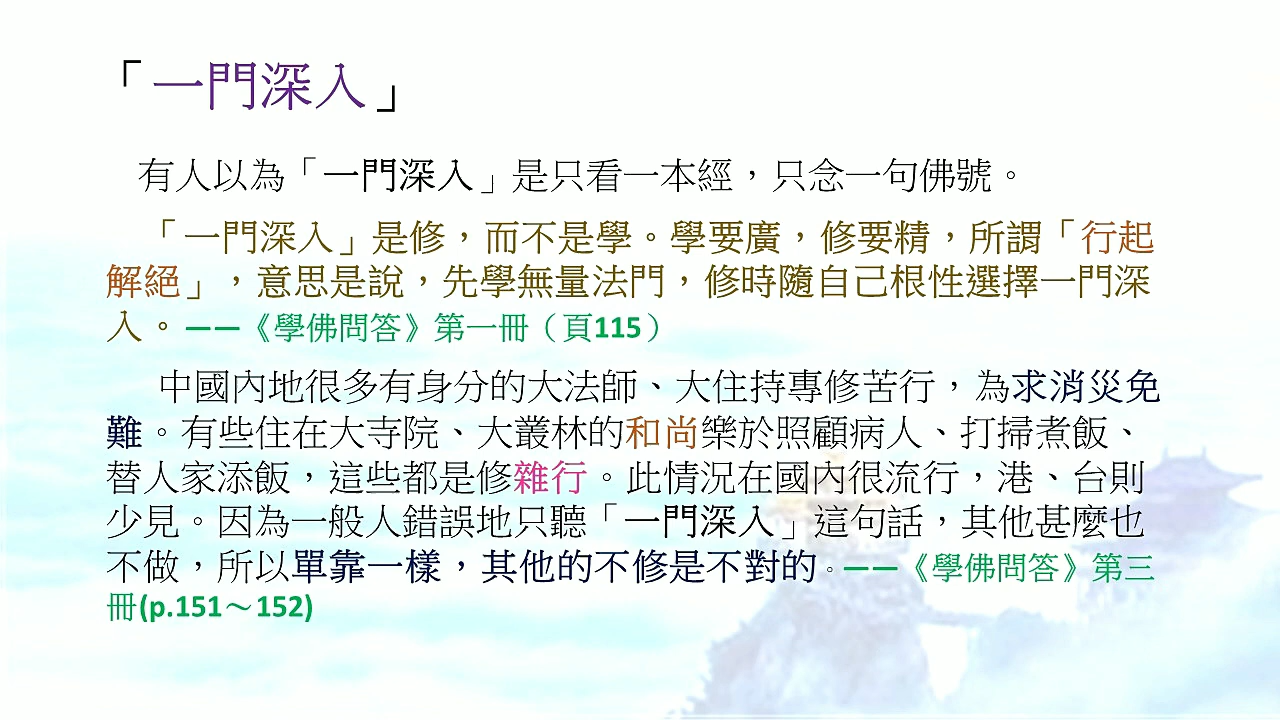 「一門深入」
有人以為「一門深入」是只看一本經，只念一句佛號。
「一門深入」是修，而不是學。學要廣，修要精，所謂「行起
解絕」，意思是說，先學無量法門，修時隨自己根性選擇一門深
入。——《學佛問答》第一冊（頁115）
中國內地很多有身分的大法師、大住持專修苦行，為求消災免
難。有些住在大寺院、大叢林的和尚樂於照顧病人、打掃煮飯、
替人家添飯，這些都是修雜行。此情況在國內很流行，港、台則
少見。因為一般人錯誤地只聽「一門深入」這句話，其他甚麼也
不做，所以單靠一樣，其他的不修是不對的。——《學佛問答》第三
冊(p.151～152)